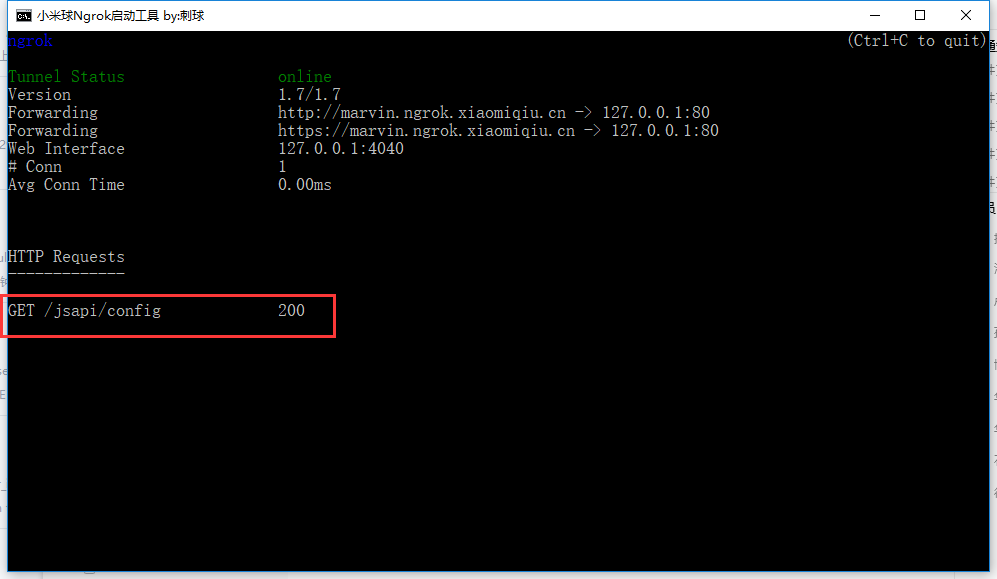 小米球Ngrok启动工具 by:刺球
ngrok (Ctrl+C to quit)
Tunnel Status online
Version 1.7/1.7
Forwarding http://marvin.ngrok.xiaomiqiu.cn -> 127.0.0.1:80
Forwarding https://marvin.ngrok.xiaomiqiu.cn -> 127.0.0.1:80
Web Interface 127.0.0.1:4040
# Conn 1
Avg Conn Time 0.00ms
HTTP Requests
-------------
GET /jsapi/config 200